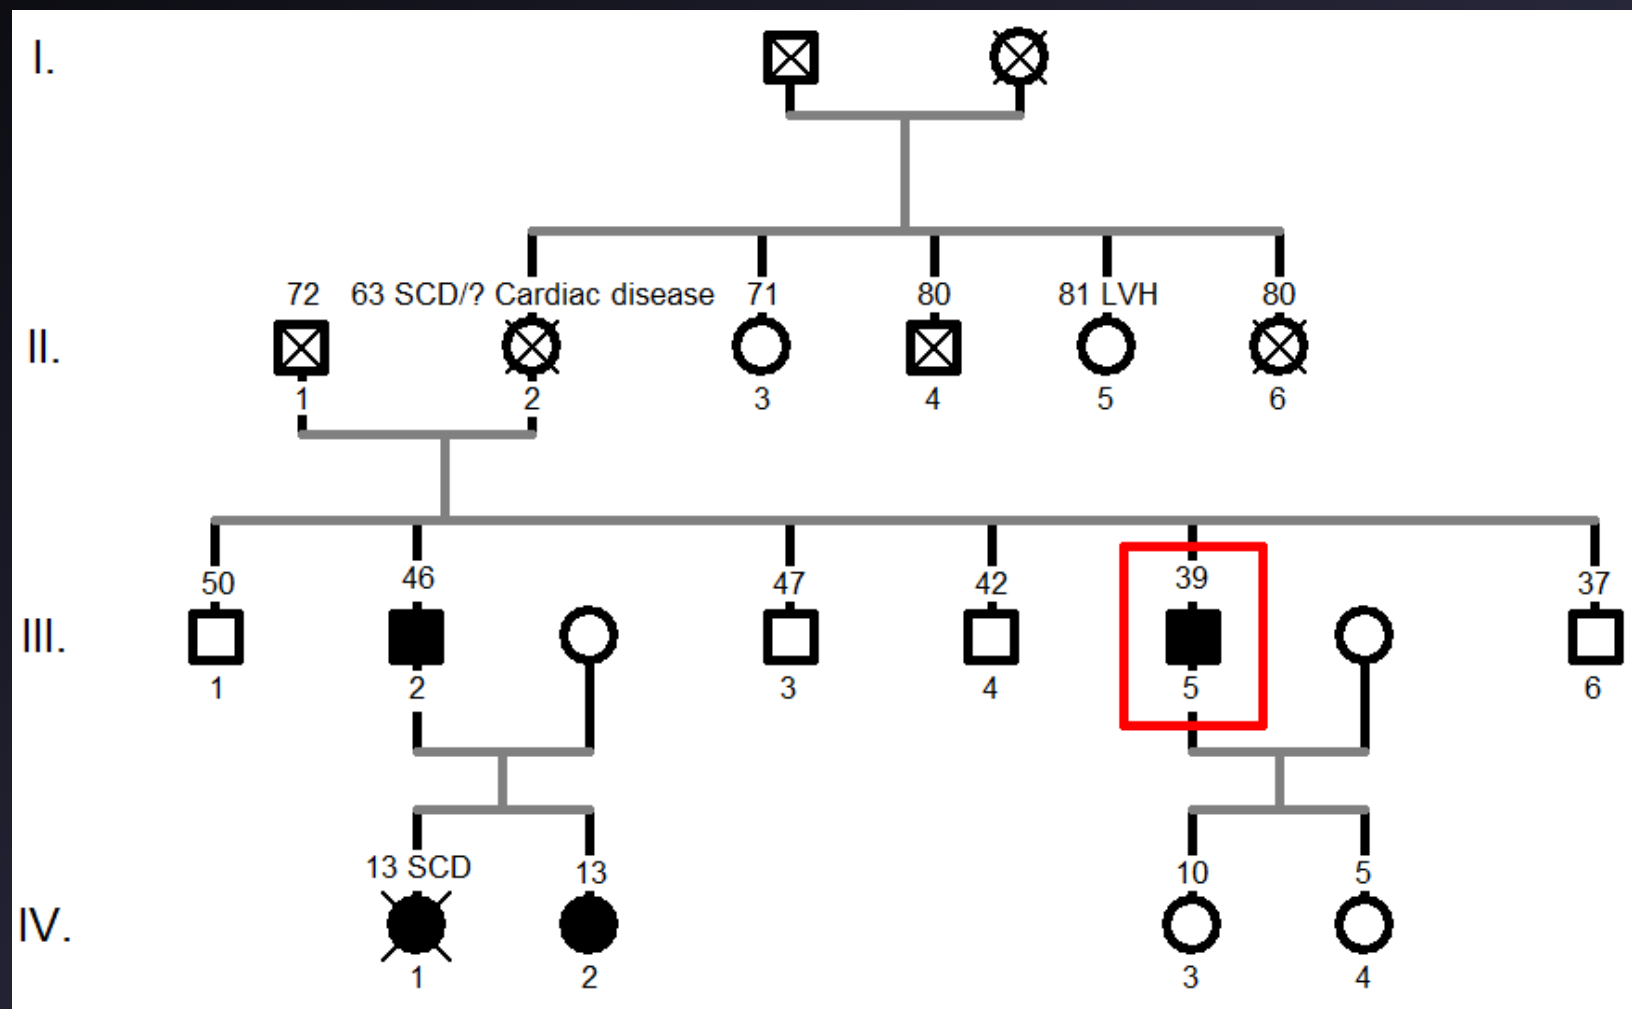 I.
72 63 SCD/? Cardiac disease 71 80 81 LVH 80
II.
1 2 3 4 5 6
50 46 47 42 39 37
III.
1 2 3 4 5 6
13 SCD 13 10 5
IV.
1 2 3 4